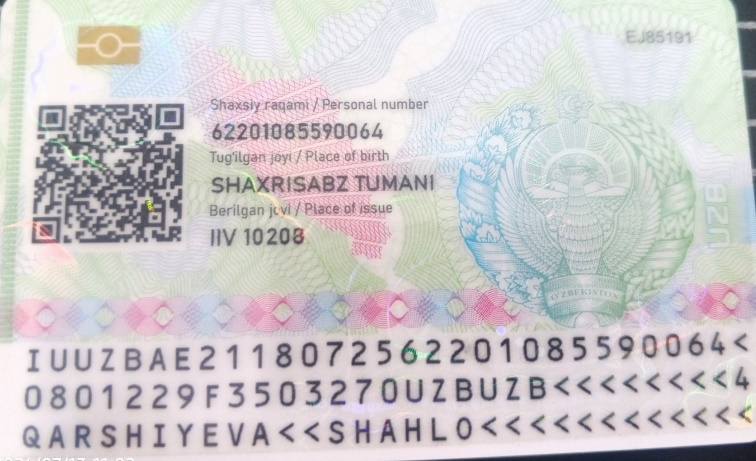 EJ85191
Shaxsiy raqami / Personal number
62201085590064
Tug'ilgan joyi / Place of birth
SHAXRISABZ TUMANI
Berilgan joyi / Place of issue
IIV 10208
UZB
O'ZBEKISTON
IUUZBAE2118072562201085590064<
0801229F3503270UZBUZB<<<<<<<<4
QARSHIYEVA<<SHAHLO<<<<<<<<<<<<